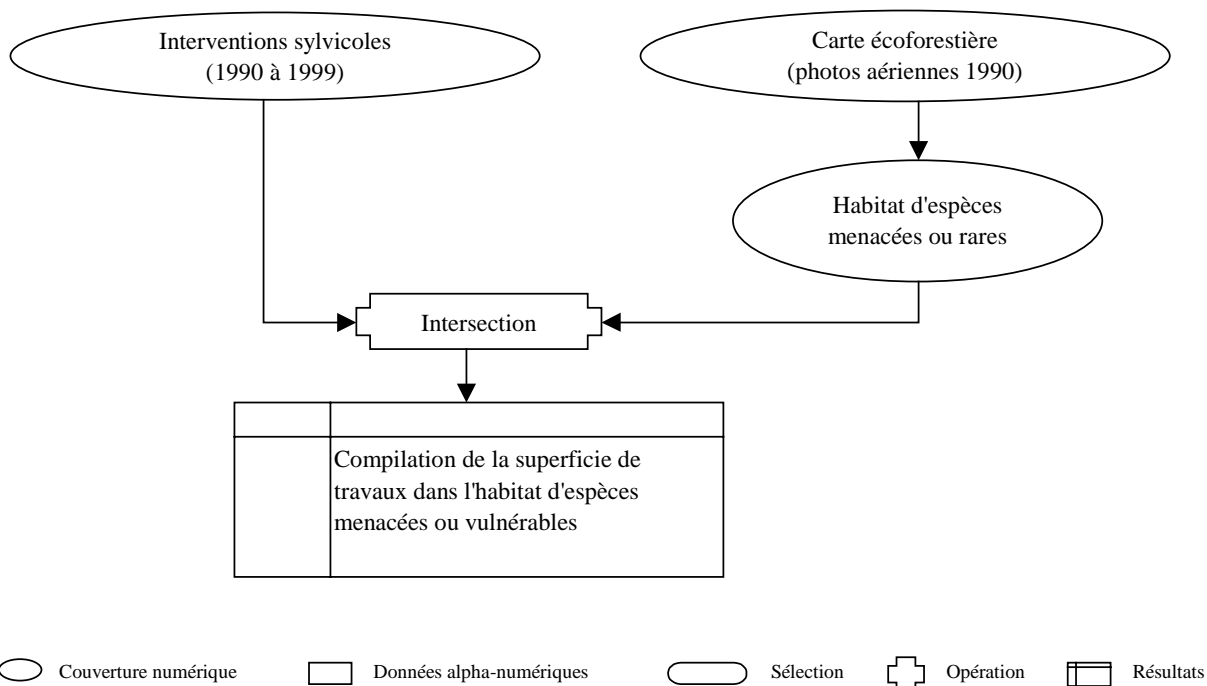 Interventions sylvicoles
(1990 à 1999)
Carte écoforestière
(photos aériennes 1990)
Habitat d'espèces
menacées ou rares
Intersection
Compilation de la superficie de
travaux dans l'habitat d'espèces
menacées ou vulnérables
Couverture numérique
Données alpha-numériques
Sélection
Opération
Résultats